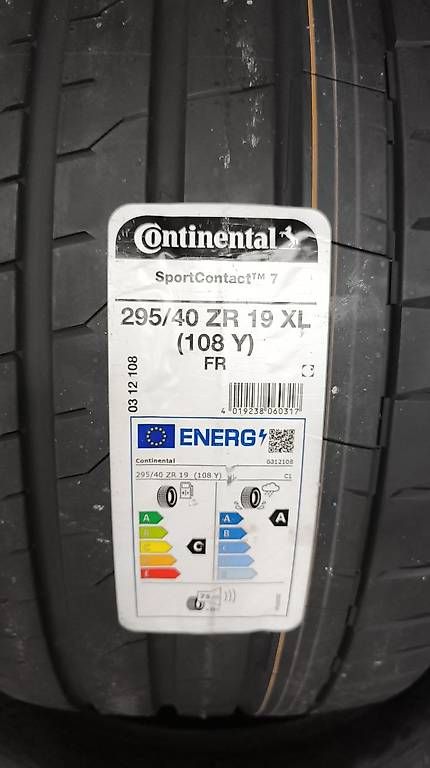 Continental
SportContact™ 7
295/40 ZR 19 XL
(108 Y)
FR
03 12 108
4 019238 060317
ENERG
Continental
0312108
295/40 ZR 19 (108 Y)
C1
A
B
C
D
E
C
A
B
C
D
E
A